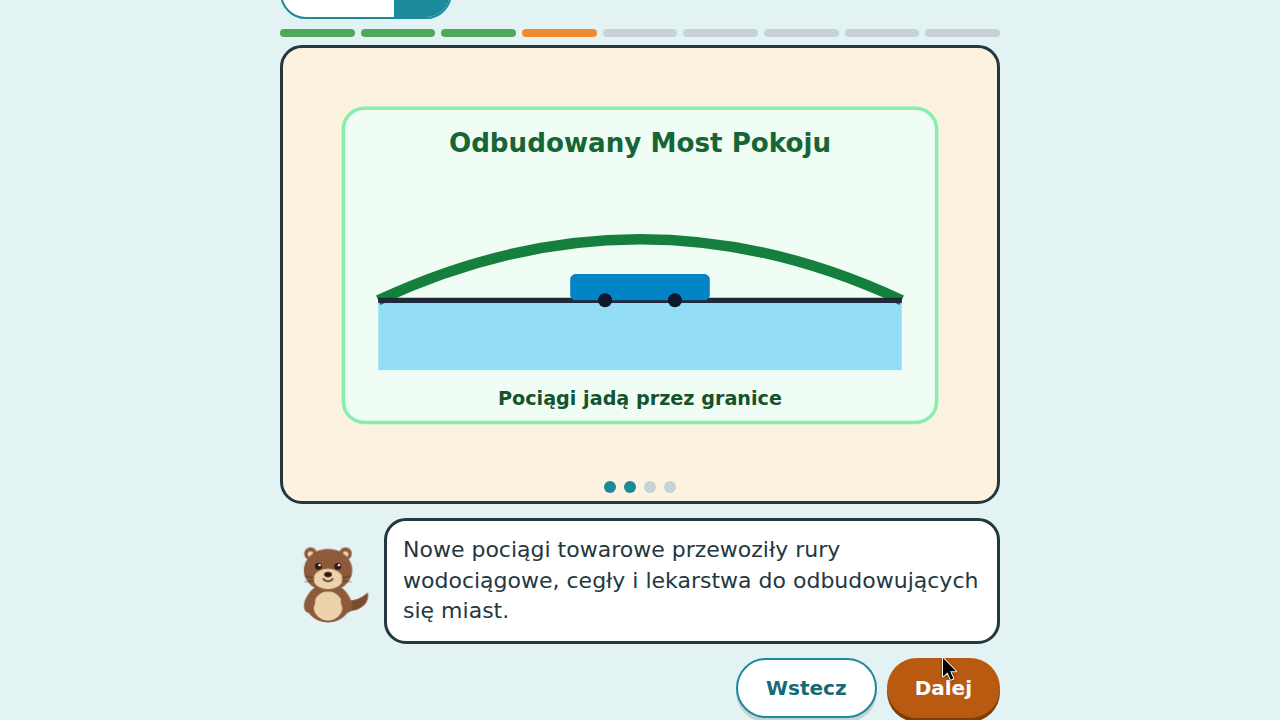 Odbudowany Most Pokoju
Pociągi jadą przez granice
Nowe pociągi towarowe przewoziły rury
wodociągowe, cegły i lekarstwa do odbudowujących
się miast.
Wstecz
Dalej